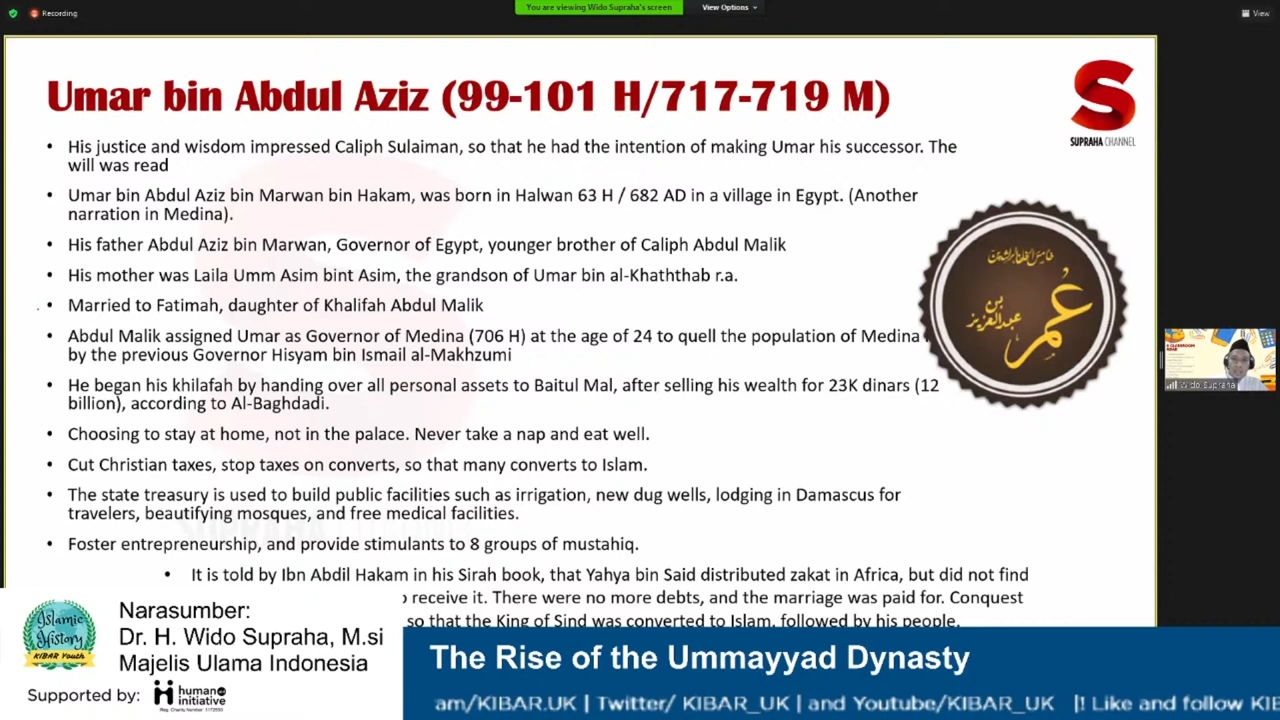 Recording
You are viewing Wido Supraha's screen
View Options
View
Umar bin Abdul Aziz (99-101 H/717-719 M)
S
SUPRAHA CHANNEL
• His justice and wisdom impressed Caliph Sulaiman, so that he had the intention of making Umar his successor. The
will was read
• Umar bin Abdul Aziz bin Marwan bin Hakam, was born in Halwan 63 H / 682 AD in a village in Egypt. (Another
narration in Medina).
• His father Abdul Aziz bin Marwan, Governor of Egypt, younger brother of Caliph Abdul Malik
• His mother was Laila Umm Asim bint Asim, the grandson of Umar bin al-Khaththab r.a.
• Married to Fatimah, daughter of Khalifah Abdul Malik
• Abdul Malik assigned Umar as Governor of Medina (706 H) at the age of 24 to quell the population of Medina
by the previous Governor Hisyam bin Ismail al-Makhzumi
• He began his khilafah by handing over all personal assets to Baitul Mal, after selling his wealth for 23K dinars (12
billion), according to Al-Baghdadi.
• Choosing to stay at home, not in the palace. Never take a nap and eat well.
• Cut Christian taxes, stop taxes on converts, so that many converts to Islam.
• The state treasury is used to build public facilities such as irrigation, new dug wells, lodging in Damascus for
travelers, beautifying mosques, and free medical facilities.
• Foster entrepreneurship, and provide stimulants to 8 groups of mustahiq.
• It is told by Ibn Abdil Hakam in his Sirah book, that Yahya bin Said distributed zakat in Africa, but did not find
receive it. There were no more debts, and the marriage was paid for. Conquest
so that the King of Sind was converted to Islam, followed by his people.
خامس الخلفاء الراشدين
عمر
بن
عبدالعزيز
Wido Supraha
Islamic
History
KIBAR Youth
Narasumber:
Dr. H. Wido Supraha, M.si
Majelis Ulama Indonesia
Supported by:
human
initiative
The Rise of the Ummayyad Dynasty
am/KIBAR.UK | Twitter/ KIBAR_UK | and Youtube/KIBAR_UK |! Like and follow KIB